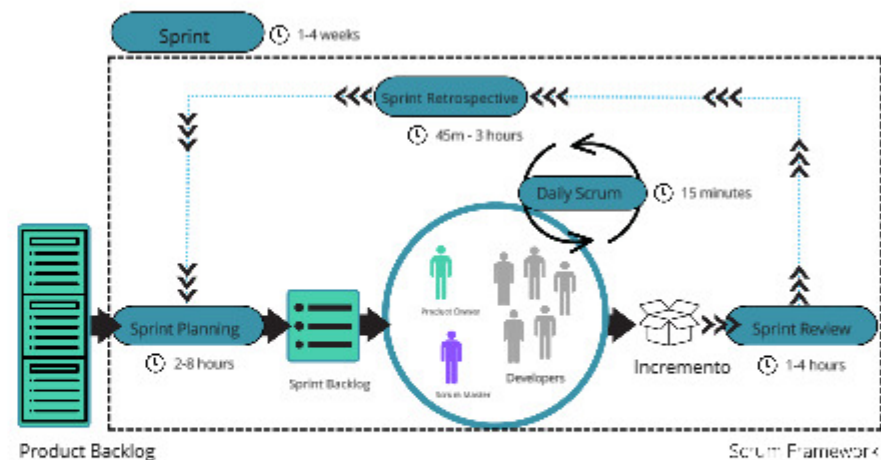 Sprint
1-4 weeks
Sprint Retrospective
45m - 3 hours
Daily Scrum
15 minutes
Product Owner
Sprint Planning
2-8 hours
Sprint Backlog
Scrum Master
Developers
Incremento
Sprint Review
1-4 hours
Product Backlog
Scrum Framework